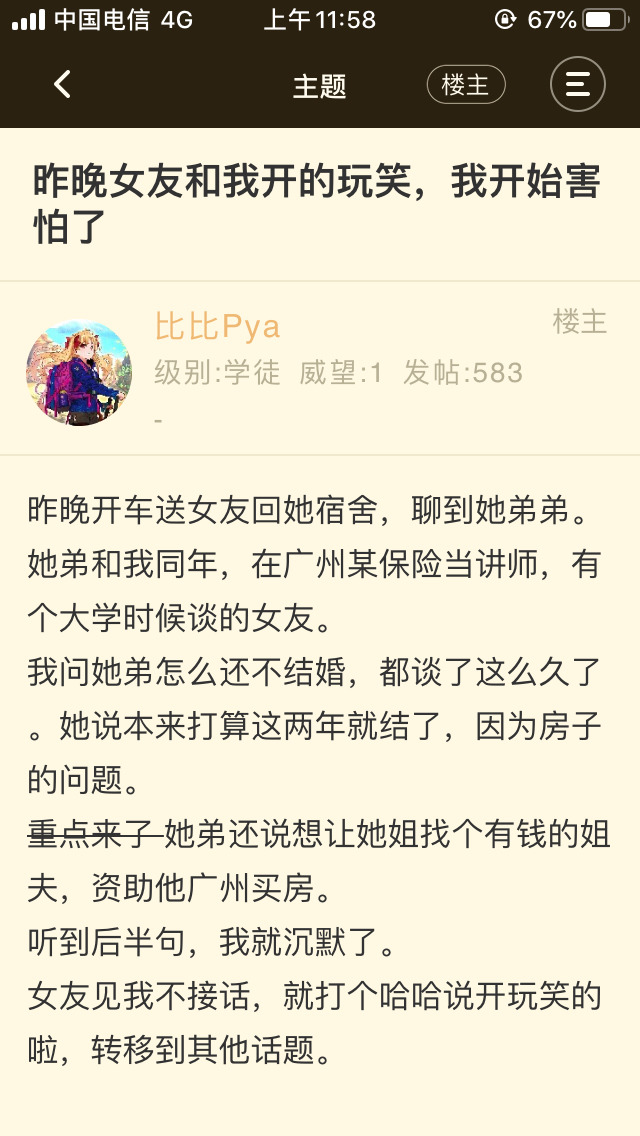 中国电信 4G 上午11:58 67%
主题 楼主
昨晚女友和我开的玩笑，我开始害
怕了
比比Pya 楼主
级别:学徒 威望:1 发帖:583
-
昨晚开车送女友回她宿舍，聊到她弟弟。
她弟和我同年，在广州某保险当讲师，有
个大学时候谈的女友。
我问她弟怎么还不结婚，都谈了这么久了
。她说本来打算这两年就结了，因为房子
的问题。
重点来了 她弟还说想让她姐找个有钱的姐
夫，资助他广州买房。
听到后半句，我就沉默了。
女友见我不接话，就打个哈哈说开玩笑的
啦，转移到其他话题。